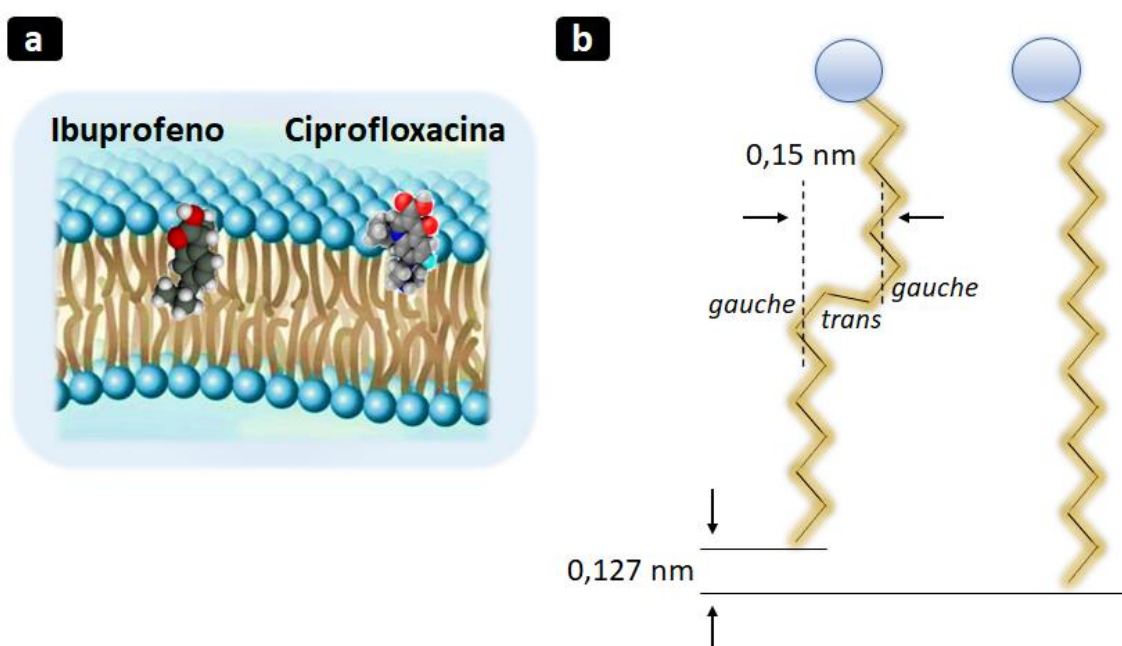 a
Ibuprofeno Ciprofloxacina
b
0,15 nm
gauche
trans
gauche
0,127 nm